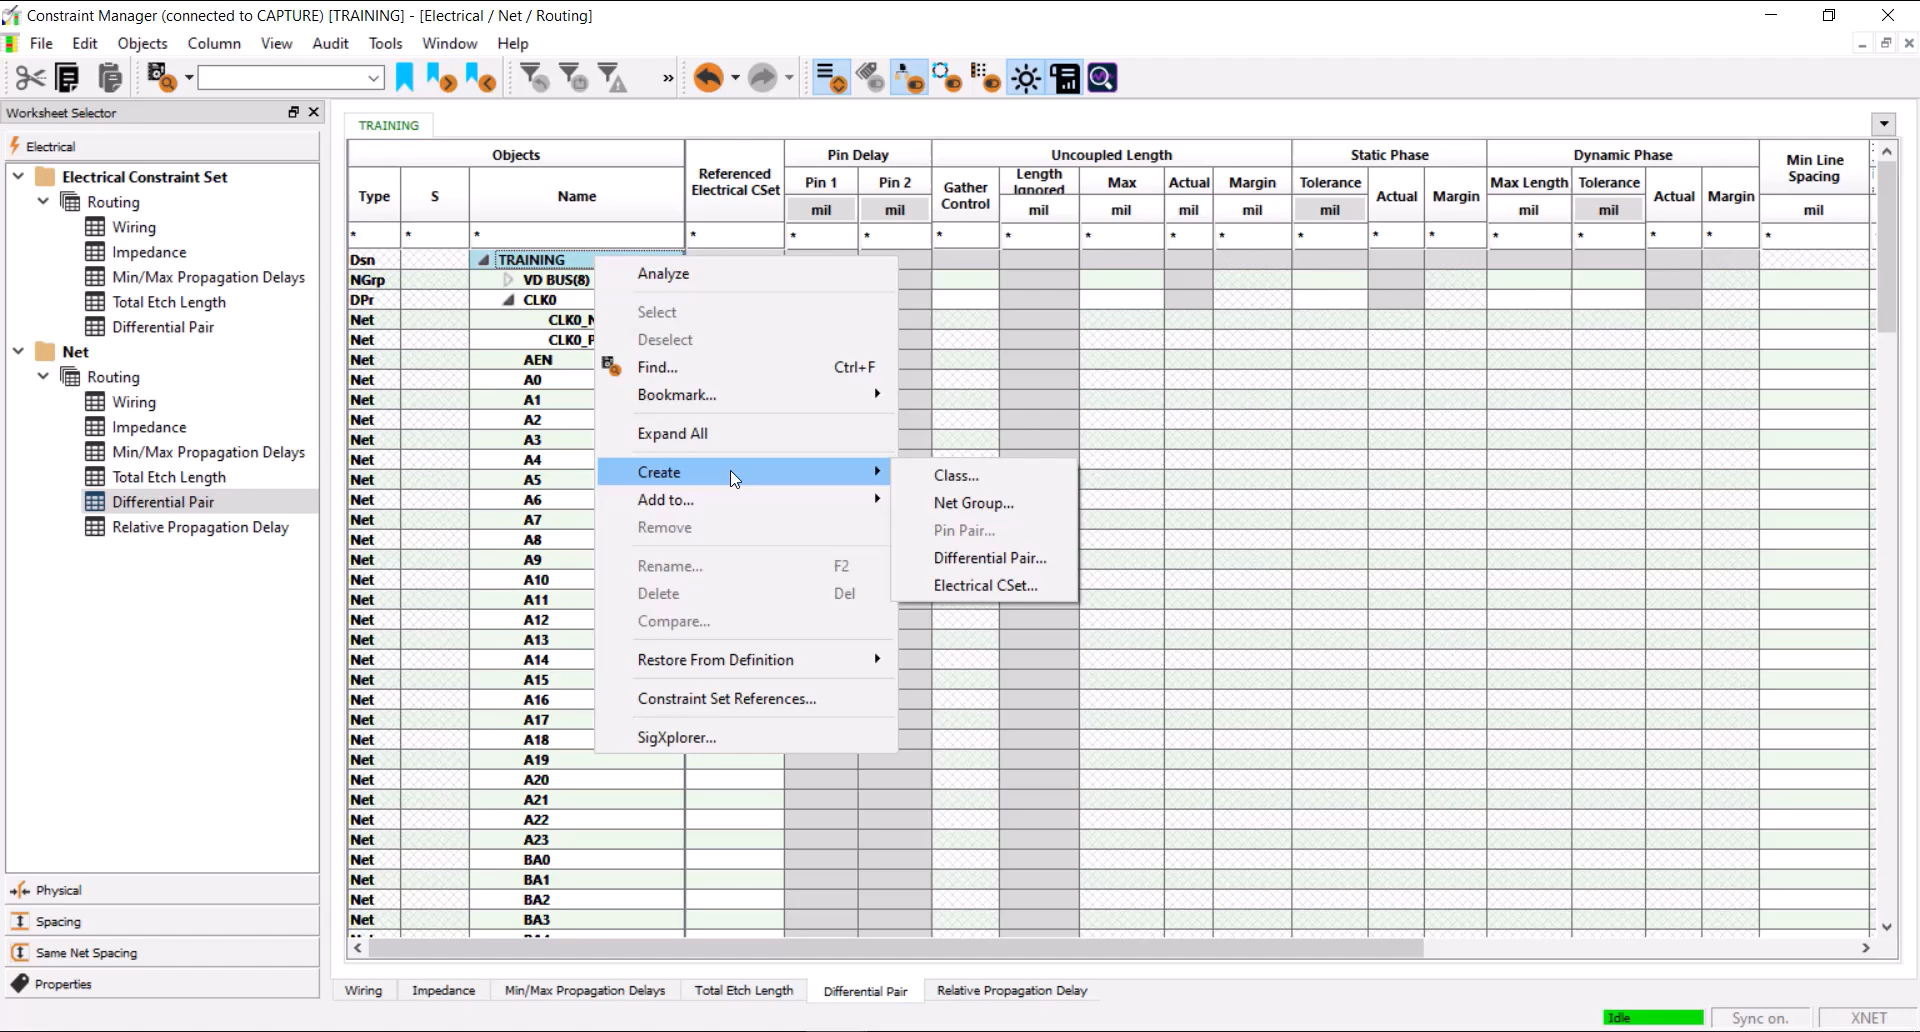 Constraint Manager (connected to CAPTURE) [TRAINING] - [Electrical / Net / Routing]
File Edit Objects Column View Audit Tools Window Help
»
Worksheet Selector
Electrical
Electrical Constraint Set
Routing
Wiring
Impedance
Min/Max Propagation Delays
Total Etch Length
Differential Pair
Net
Routing
Wiring
Impedance
Min/Max Propagation Delays
Total Etch Length
Differential Pair
Relative Propagation Delay
Physical
Spacing
Same Net Spacing
Properties
TRAINING
Objects Referenced Electrical CSet Pin Delay Uncoupled Length Static Phase Dynamic Phase Min Line Spacing
Type S Name Pin 1 Pin 2 Gather Control Length Ignored Max Actual Margin Tolerance Actual Margin Max Length Tolerance Actual Margin
mil mil mil mil mil mil mil mil mil mil
* * * * * * * * * * * * * * * * * *
Dsn TRAINING
NGrp VD BUS(8)
DPr CLK0
Net CLK0_N
Net CLK0_P
Net AEN
Net A0
Net A1
Net A2
Net A3
Net A4
Net A5
Net A6
Net A7
Net A8
Net A9
Net A10
Net A11
Net A12
Net A13
Net A14
Net A15
Net A16
Net A17
Net A18
Net A19
Net A20
Net A21
Net A22
Net A23
Net BA0
Net BA1
Net BA2
Net BA3
Analyze
Select
Deselect
Find... Ctrl+F
Bookmark...
Expand All
Create
Add to...
Remove
Rename... F2
Delete Del
Compare...
Restore From Definition
Constraint Set References...
SigXplorer...
Class...
Net Group...
Pin Pair...
Differential Pair...
Electrical CSet...
Wiring Impedance Min/Max Propagation Delays Total Etch Length Differential Pair Relative Propagation Delay
Idle Sync on. XNET